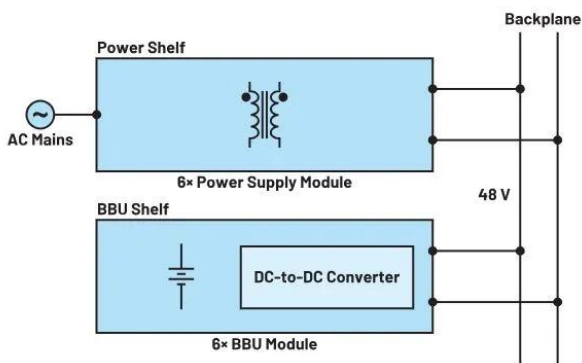 Backplane
Power Shelf
AC Mains
6× Power Supply Module
48 V
BBU Shelf
DC-to-DC Converter
6× BBU Module